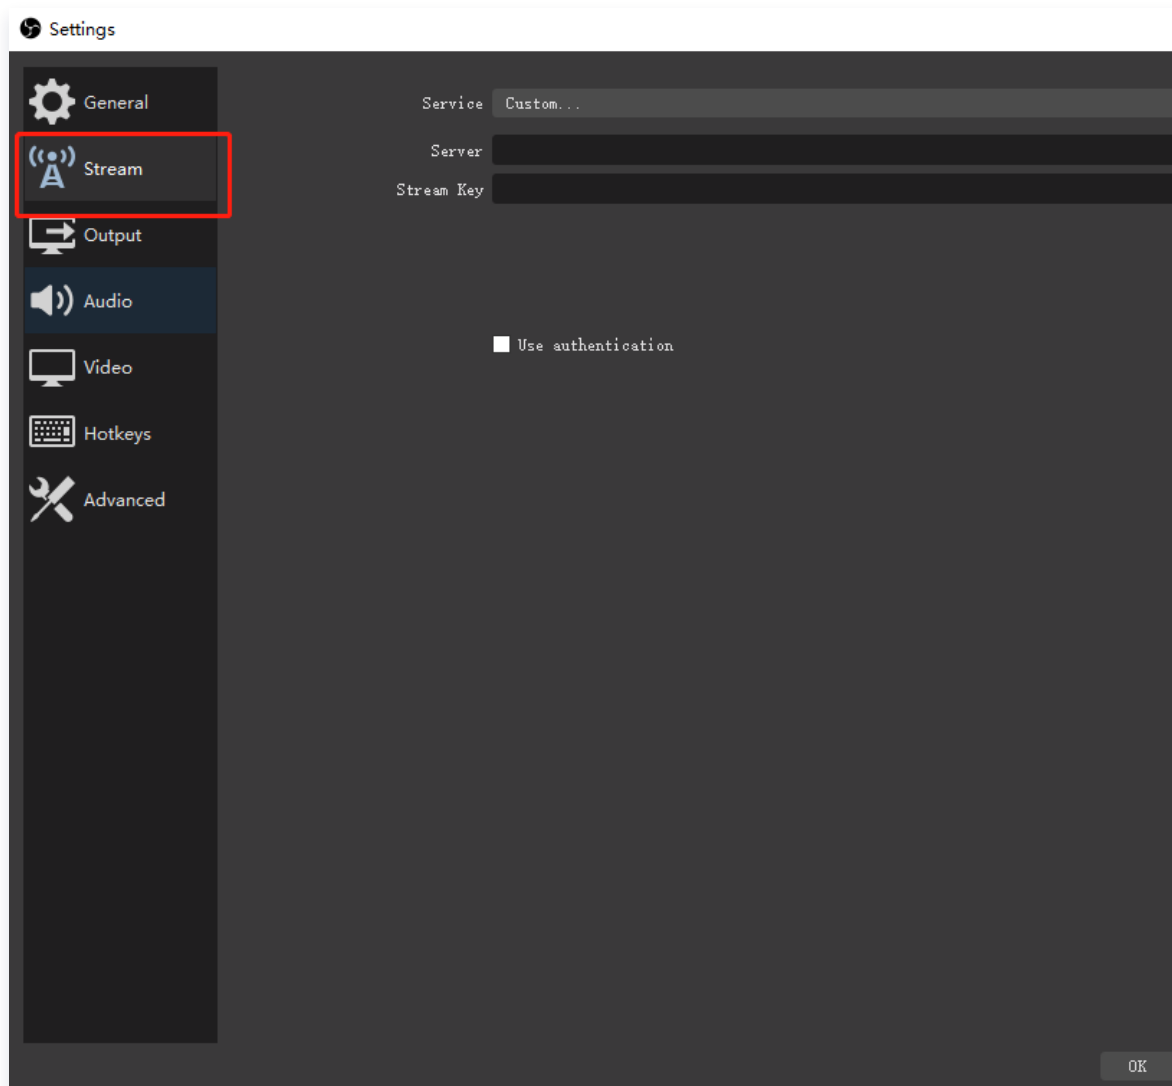 Settings
General
Stream
Output
Audio
Video
Hotkeys
Advanced
Service Custom...
Server
Stream Key
Use authentication
OK